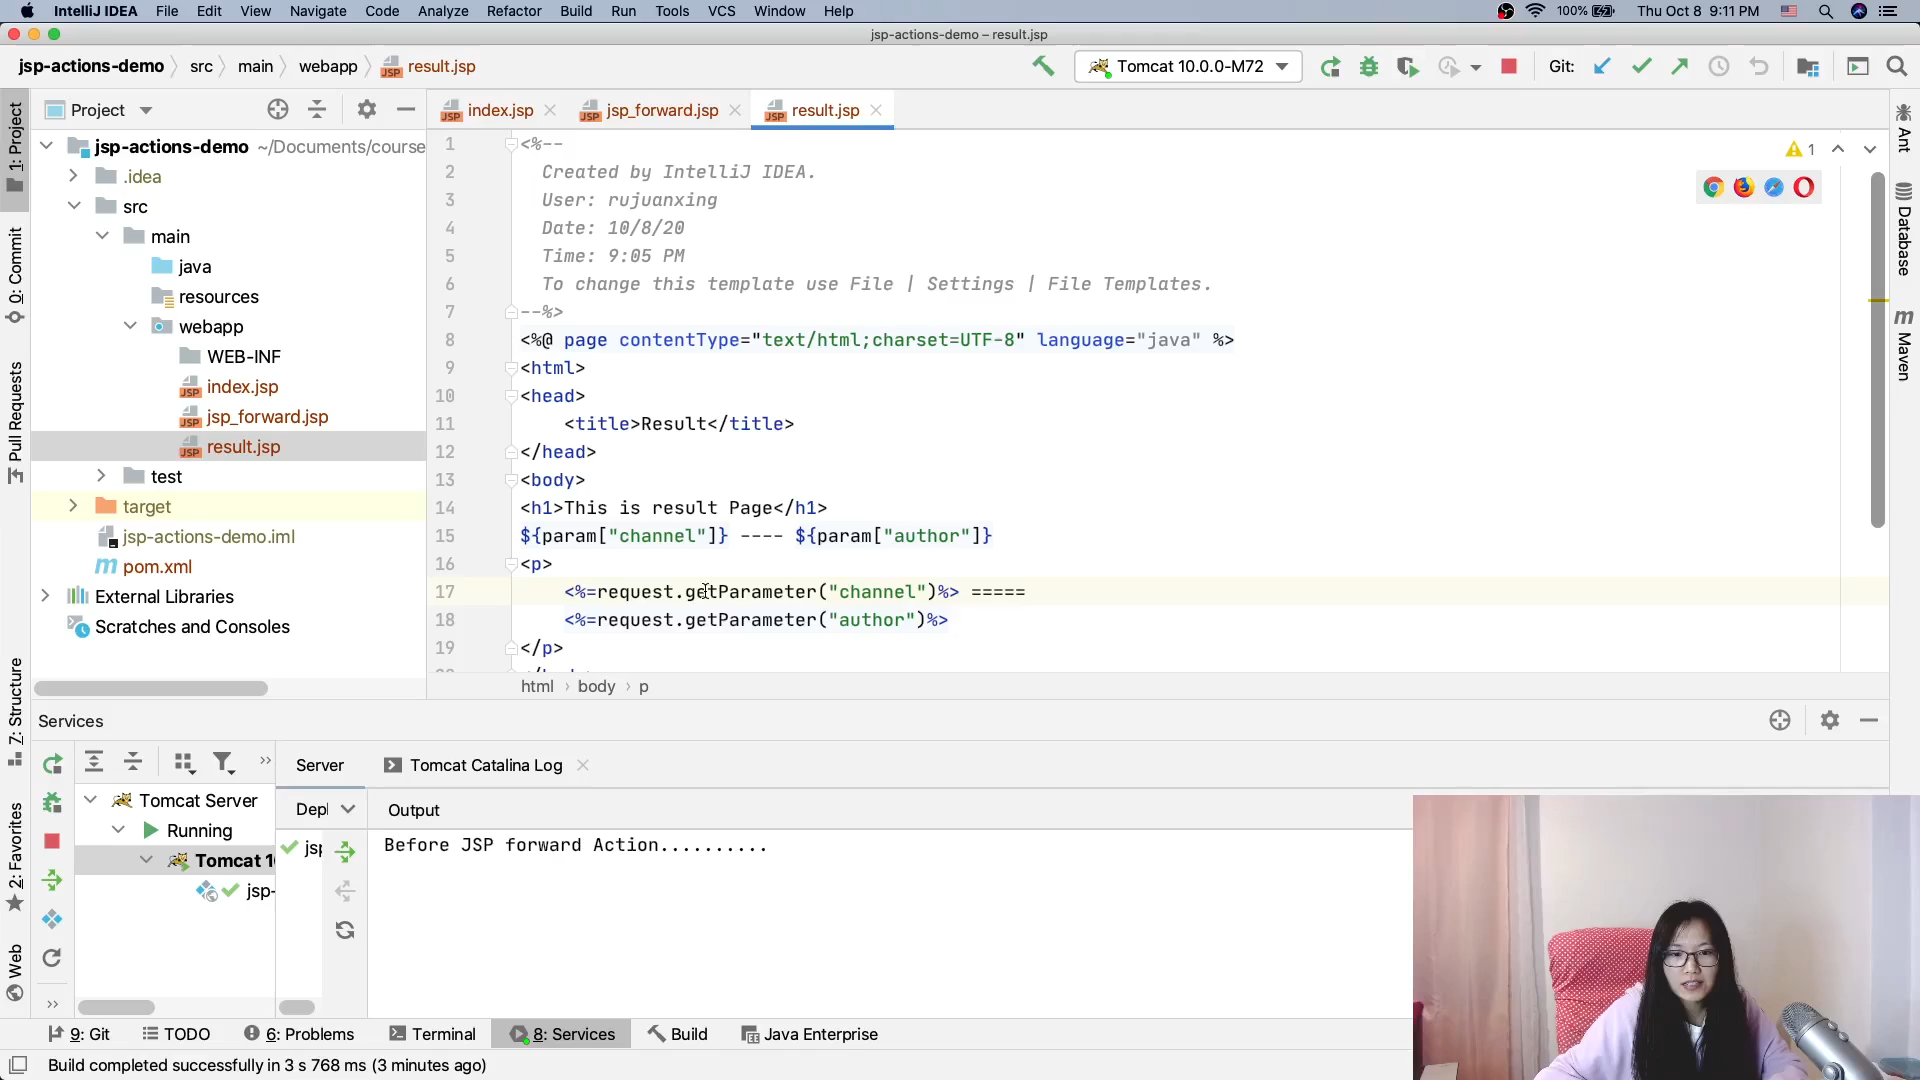 IntelliJ IDEA File Edit View Navigate Code Analyze Refactor Build Run Tools VCS Window Help 100% Thu Oct 8 9:11 PM
jsp-actions-demo – result.jsp
jsp-actions-demo src main webapp result.jsp Tomcat 10.0.0-M72 Git:
Project
index.jsp jsp_forward.jsp result.jsp
jsp-actions-demo ~/Documents/course
.idea
src
main
java
resources
webapp
WEB-INF
index.jsp
jsp_forward.jsp
result.jsp
test
target
jsp-actions-demo.iml
pom.xml
External Libraries
Scratches and Consoles
1: Project
0: Commit
Pull Requests
Z: Structure
2: Favorites
Web
1 <%--
2 Created by IntelliJ IDEA.
3 User: rujuanxing
4 Date: 10/8/20
5 Time: 9:05 PM
6 To change this template use File | Settings | File Templates.
7 --%>
8 <%@ page contentType="text/html;charset=UTF-8" language="java" %>
9 <html>
10 <head>
11 <title>Result</title>
12 </head>
13 <body>
14 <h1>This is result Page</h1>
15 ${param["channel"]} ---- ${param["author"]}
16 <p>
17 <%=request.getParameter("channel")%> =====
18 <%=request.getParameter("author")%>
19 </p>
html › body › p
1
Ant
Database
m Maven
Services
Server Tomcat Catalina Log
Tomcat Server
Running
Tomcat 1
jsp-
Depl Output
jsp
Before JSP forward Action..........
9: Git TODO 6: Problems Terminal 8: Services Build Java Enterprise
Build completed successfully in 3 s 768 ms (3 minutes ago)